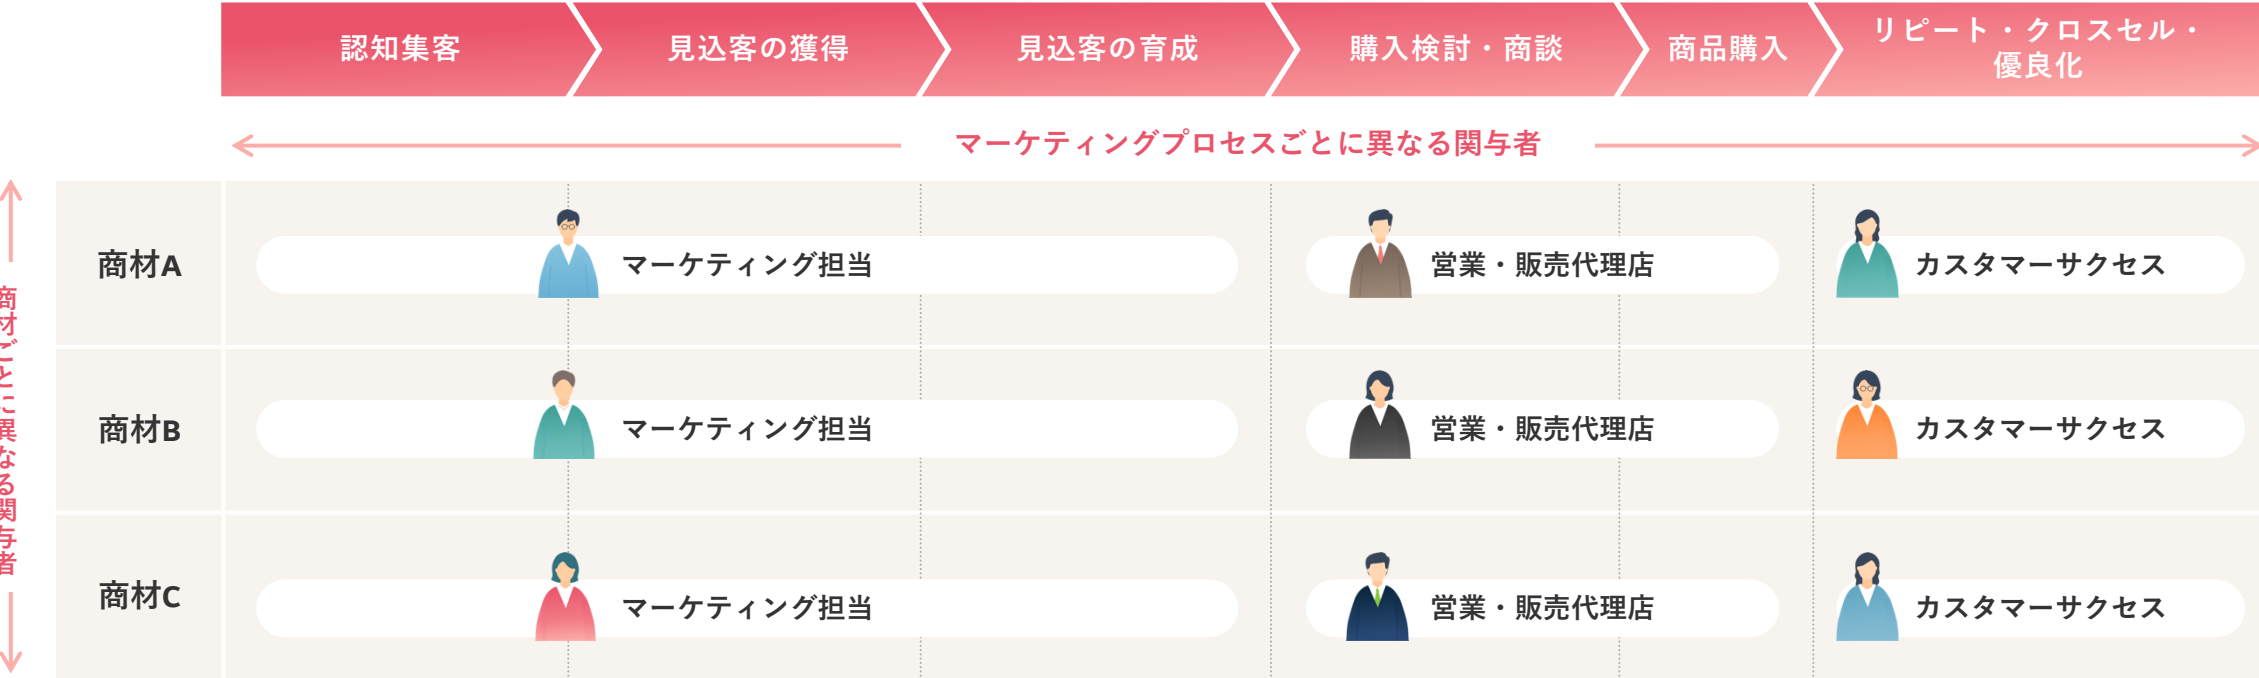 認知集客
見込客の獲得
見込客の育成
購入検討・商談
商品購入
リピート・クロスセル・
優良化
マーケティングプロセスごとに異なる関与者
商材ごとに異なる関与者
商材A
マーケティング担当
営業・販売代理店
カスタマーサクセス
商材B
マーケティング担当
営業・販売代理店
カスタマーサクセス
商材C
マーケティング担当
営業・販売代理店
カスタマーサクセス